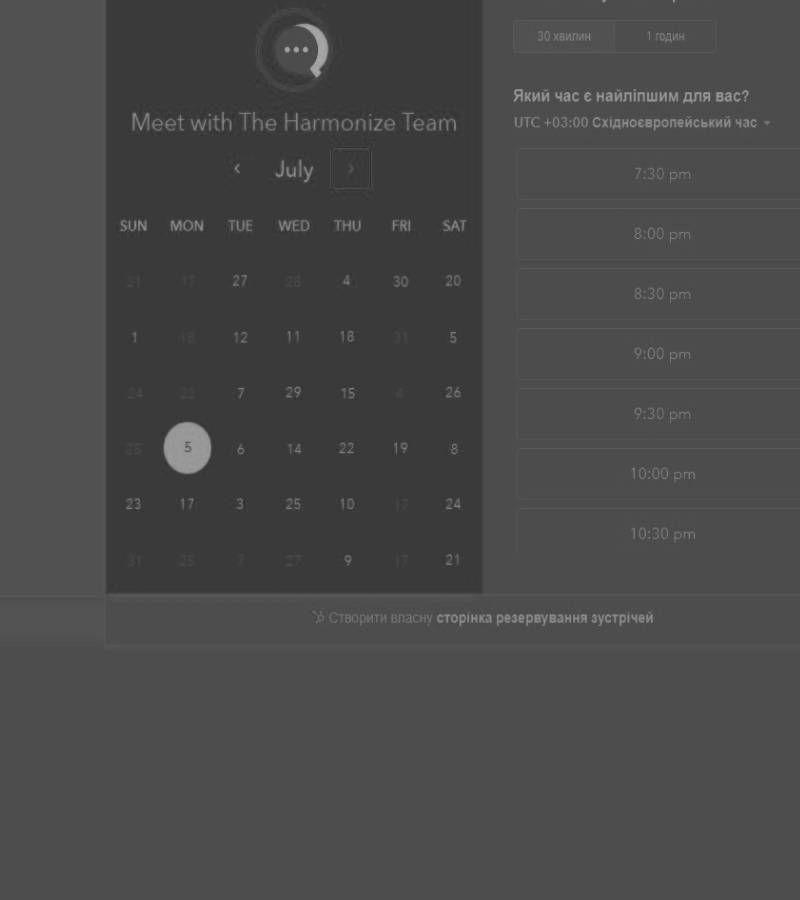 Meet with The Harmonize Team
July
SUN MON TUE WED THU FRI SAT
21 17 27 28 4 30 20
1 18 12 11 18 31 5
24 22 7 29 15 4 26
25 5 6 14 22 19 8
23 17 3 25 10 17 24
31 7 27 9 17 21
30 хвилин 1 годин
Який час є найліпшим для вас?
UTC +03:00 Східноєвропейський час
7:30 pm
8:00 pm
8:30 pm
9:00 pm
9:30 pm
10:00 pm
10:30 pm
Створити власну сторінка резервування зустрічей